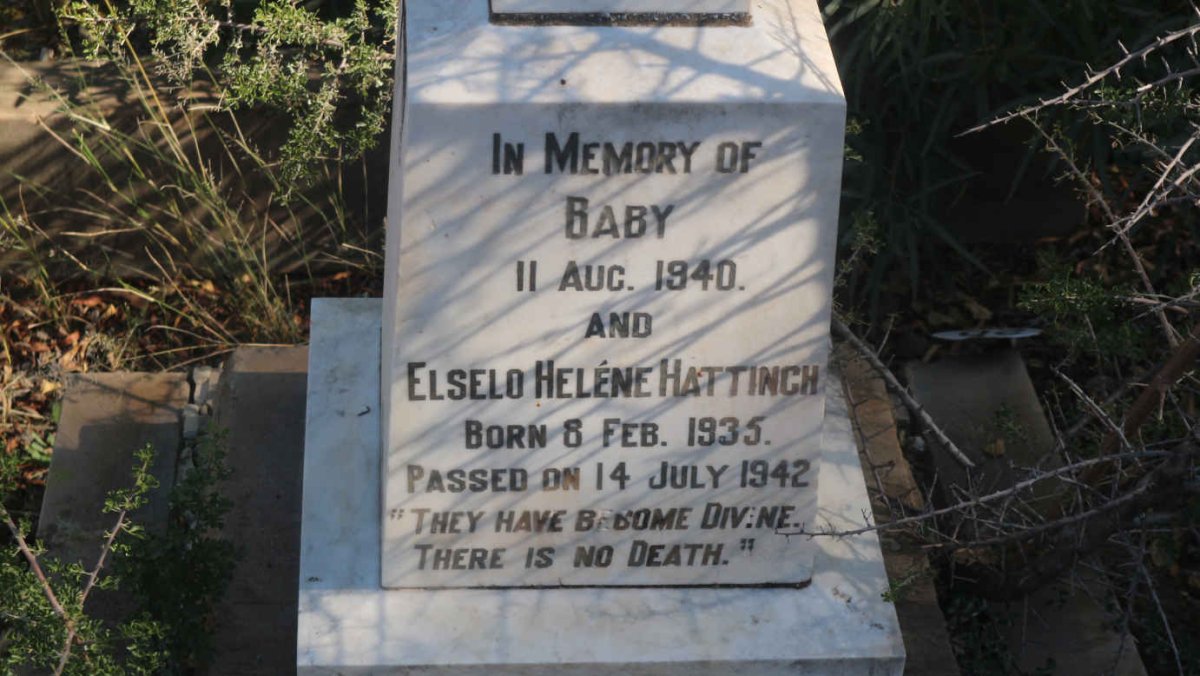 IN MEMORY OF
BABY
11 AUG. 1940.
AND
ELSELO HELÉNE HATTINGH
BORN 8 FEB. 1935.
PASSED ON 14 JULY 1942
"THEY HAVE BECOME DIVINE.
THERE IS NO DEATH."